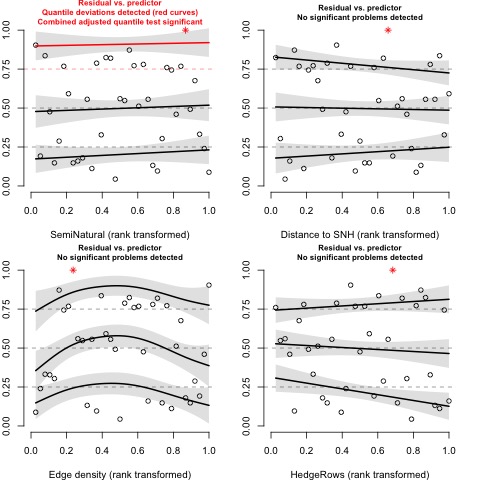 Residual vs. predictor
Quantile deviations detected (red curves)
Combined adjusted quantile test significant
1.00
0.75
0.50
0.25
0.00
0.0 0.2 0.4 0.6 0.8 1.0
SemiNatural (rank transformed)
Residual vs. predictor
No significant problems detected
1.00
0.75
0.50
0.25
0.00
0.0 0.2 0.4 0.6 0.8 1.0
Distance to SNH (rank transformed)
Residual vs. predictor
No significant problems detected
1.00
0.75
0.50
0.25
0.00
0.0 0.2 0.4 0.6 0.8 1.0
Edge density (rank transformed)
Residual vs. predictor
No significant problems detected
1.00
0.75
0.50
0.25
0.00
0.0 0.2 0.4 0.6 0.8 1.0
HedgeRows (rank transformed)